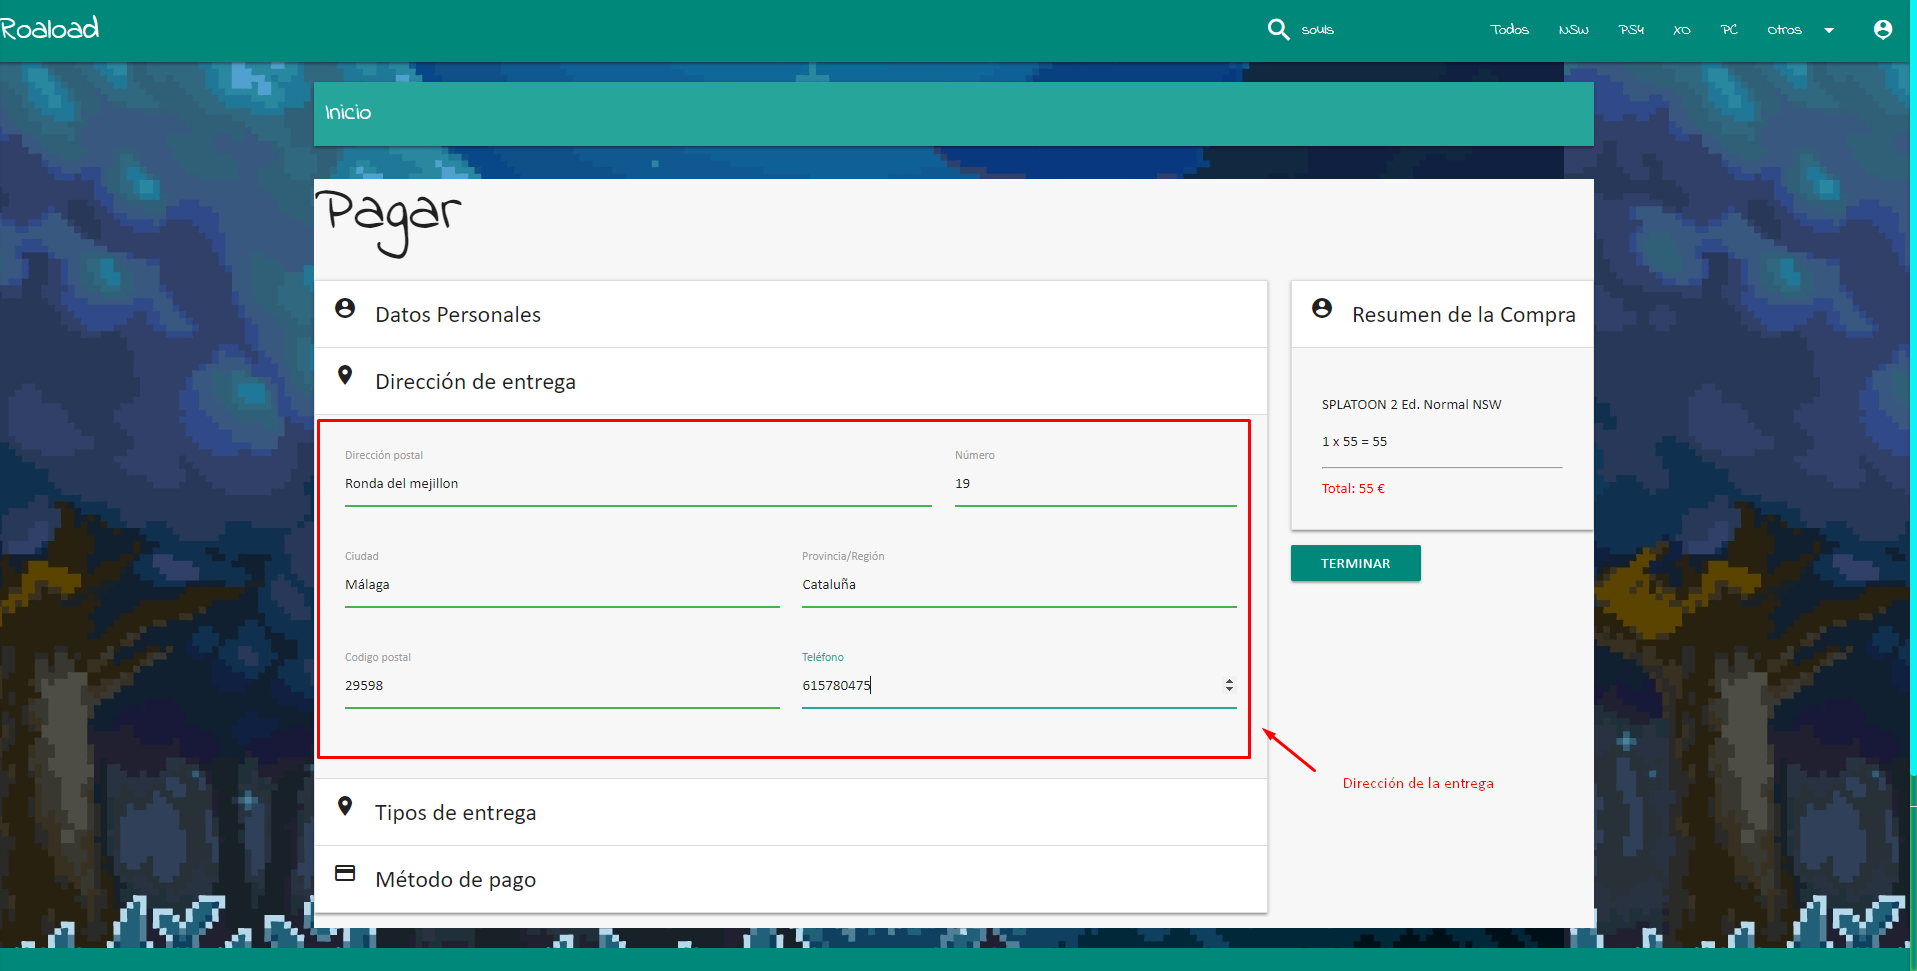 Roaload
souls
Todos
NSW
PS4
XO
PC
Otros
Inicio
Pagar
Datos Personales
Dirección de entrega
Dirección postal
Número
Ronda del mejillon
19
Ciudad
Provincia/Región
Málaga
Cataluña
Codigo postal
Teléfono
29598
615780475
Tipos de entrega
Método de pago
Resumen de la Compra
SPLATOON 2 Ed. Normal NSW
1 x 55 = 55
Total: 55 €
TERMINAR
Dirección de la entrega